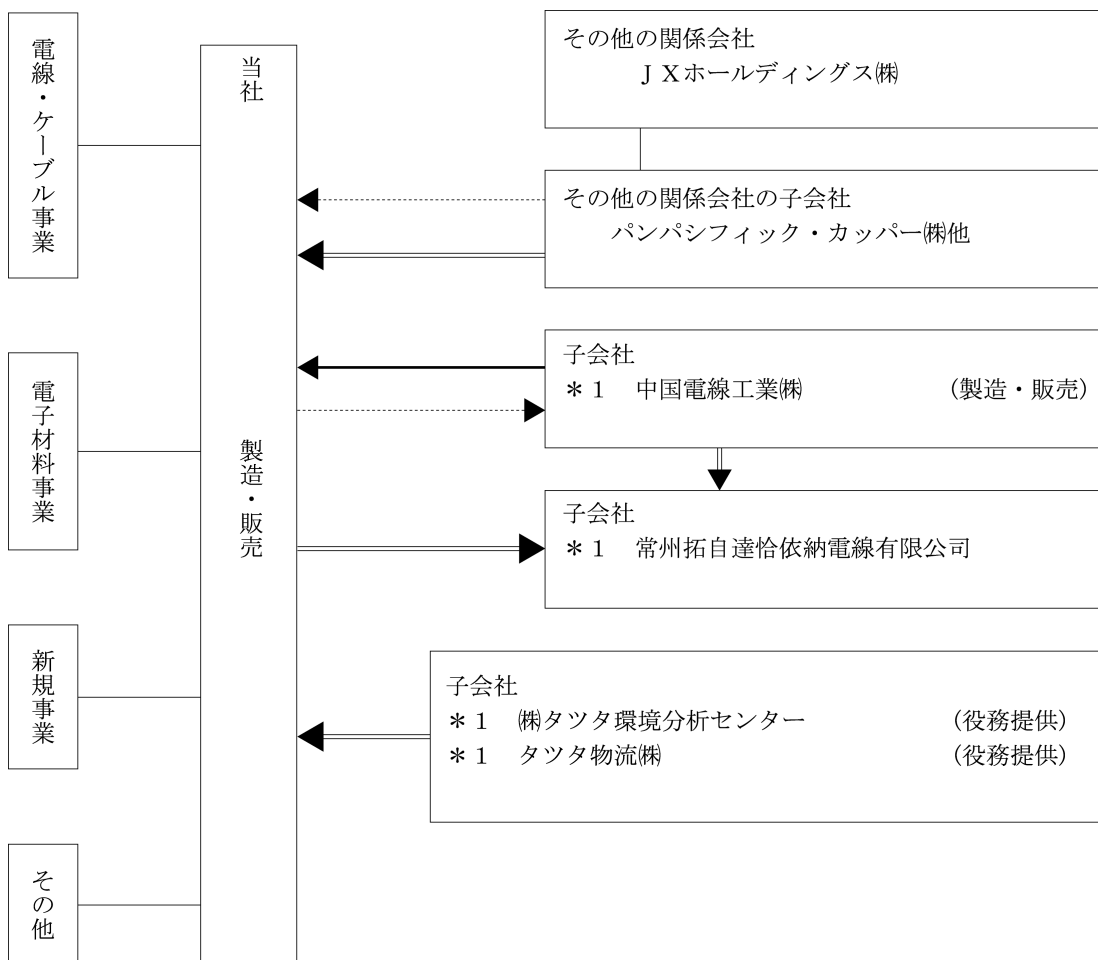 電線・ケーブル事業
電子材料事業
新規事業
その他
当社
製造・販売
その他の関係会社
ＪＸホールディングス㈱
その他の関係会社の子会社
パンパシフィック・カッパー㈱他
子会社
＊１　中国電線工業㈱　（製造・販売）
子会社
＊１　常州拓自達恰依納電線有限公司
子会社
＊１　㈱タツタ環境分析センター　（役務提供）
＊１　タツタ物流㈱　（役務提供）